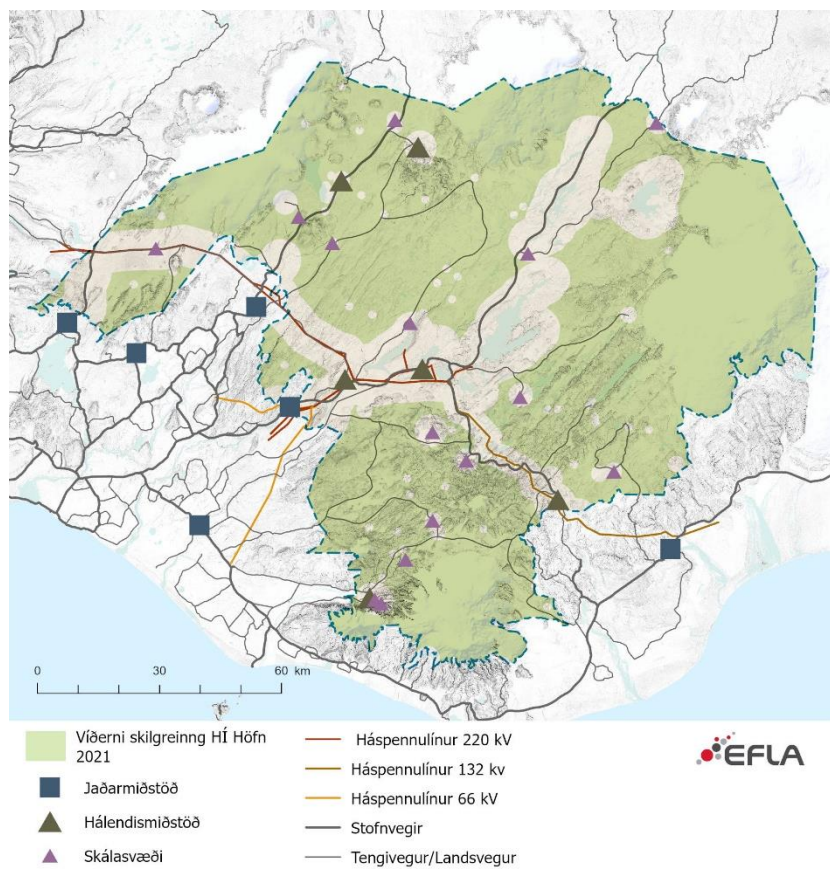 0 30 60 km
Víðerni skilgreinng HÍ Höfn
2021
Jaðarmiðstöð
Hálendismiðstöð
Skálasvæði
Háspennulínur 220 kV
Háspennulínur 132 kv
Háspennulínur 66 kV
Stofnvegir
Tengivegur/Landsvegur
EFLA